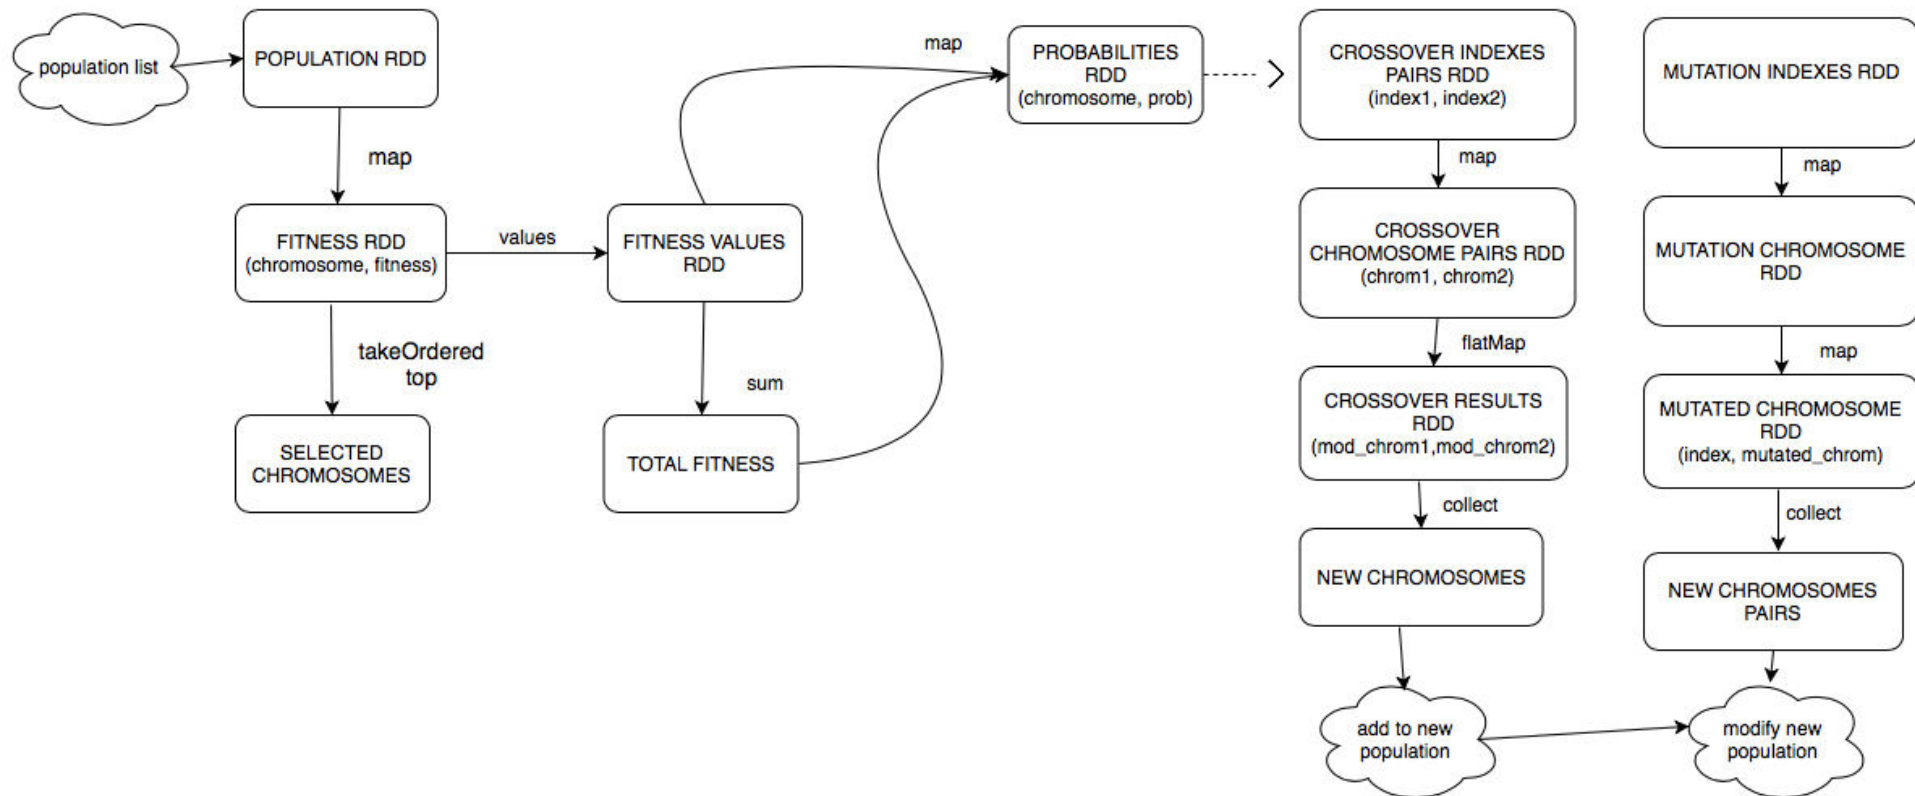 population list
POPULATION RDD
map
FITNESS RDD
(chromosome, fitness)
takeOrdered
top
SELECTED
CHROMOSOMES
values
FITNESS VALUES
RDD
sum
TOTAL FITNESS
map
PROBABILITIES
RDD
(chromosome, prob)
CROSSOVER INDEXES
PAIRS RDD
(index1, index2)
map
CROSSOVER
CHROMOSOME PAIRS RDD
(chrom1, chrom2)
flatMap
CROSSOVER RESULTS
RDD
(mod_chrom1,mod_chrom2)
collect
NEW CHROMOSOMES
add to new
population
MUTATION INDEXES RDD
map
MUTATION CHROMOSOME
RDD
map
MUTATED CHROMOSOME
RDD
(index, mutated_chrom)
collect
NEW CHROMOSOMES
PAIRS
modify new
population